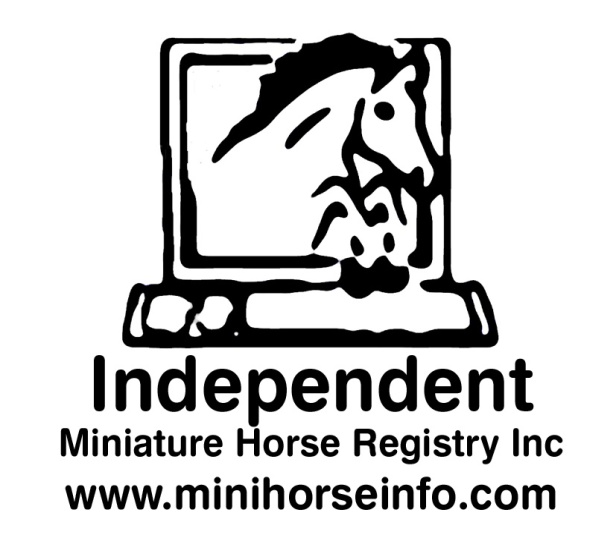 Independent
Miniature Horse Registry Inc
www.minihorseinfo.com